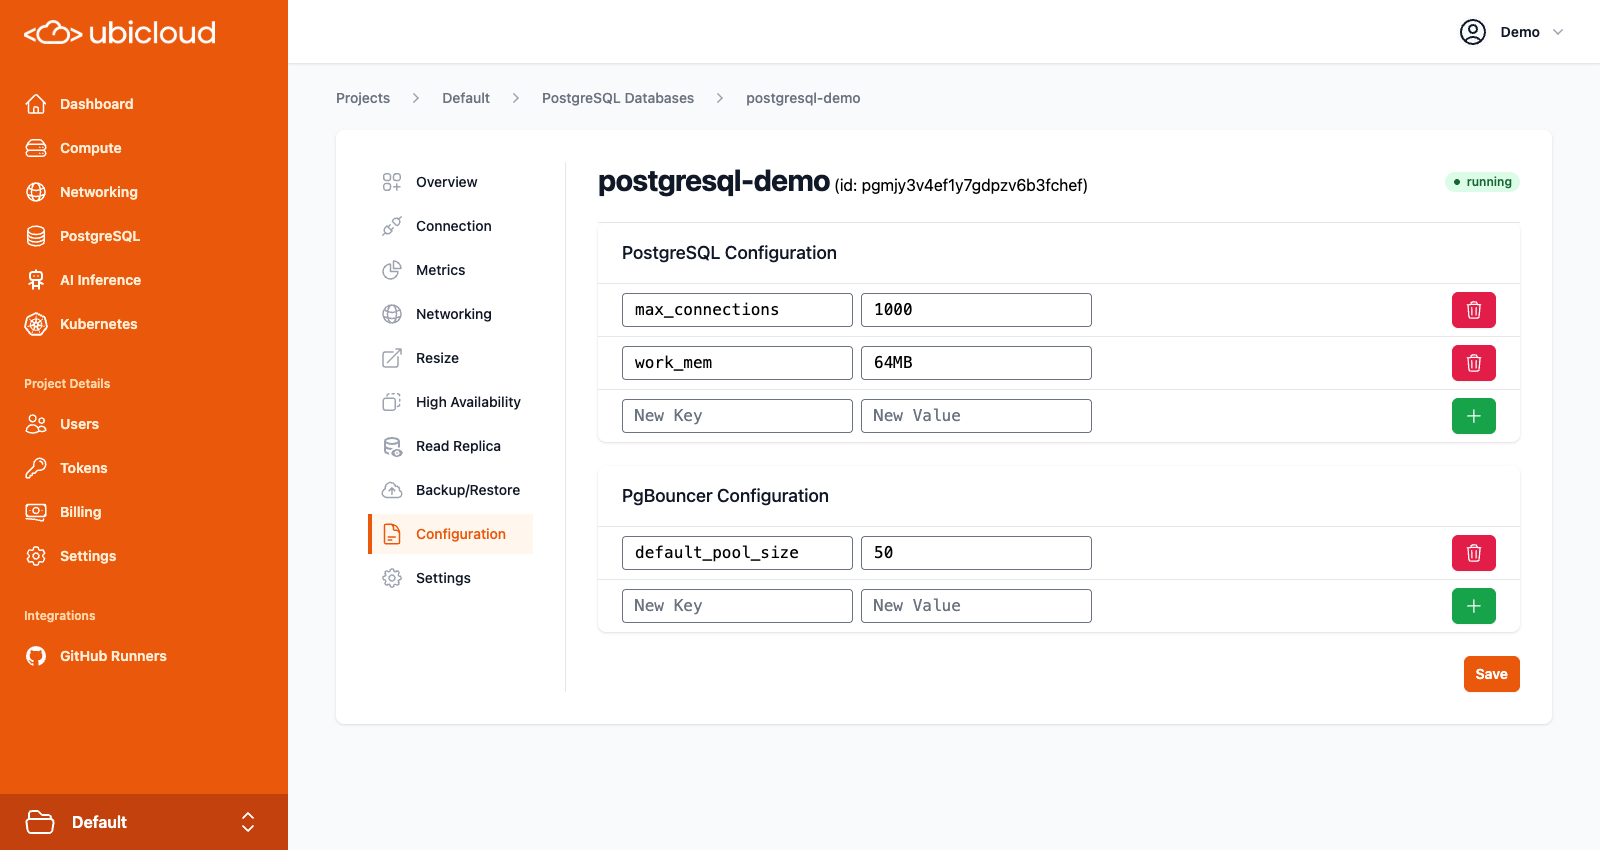 ubicloud
Demo
Dashboard
Compute
Networking
PostgreSQL
AI Inference
Kubernetes
Project Details
Users
Tokens
Billing
Settings
Integrations
GitHub Runners
Default
Projects > Default > PostgreSQL Databases > postgresql-demo
Overview
Connection
Metrics
Networking
Resize
High Availability
Read Replica
Backup/Restore
Configuration
Settings
postgresql-demo (id: pgmjy3v4ef1y7gdpzv6b3fchef)
running
PostgreSQL Configuration
max_connections 1000
work_mem 64MB
New Key New Value
PgBouncer Configuration
default_pool_size 50
New Key New Value
Save